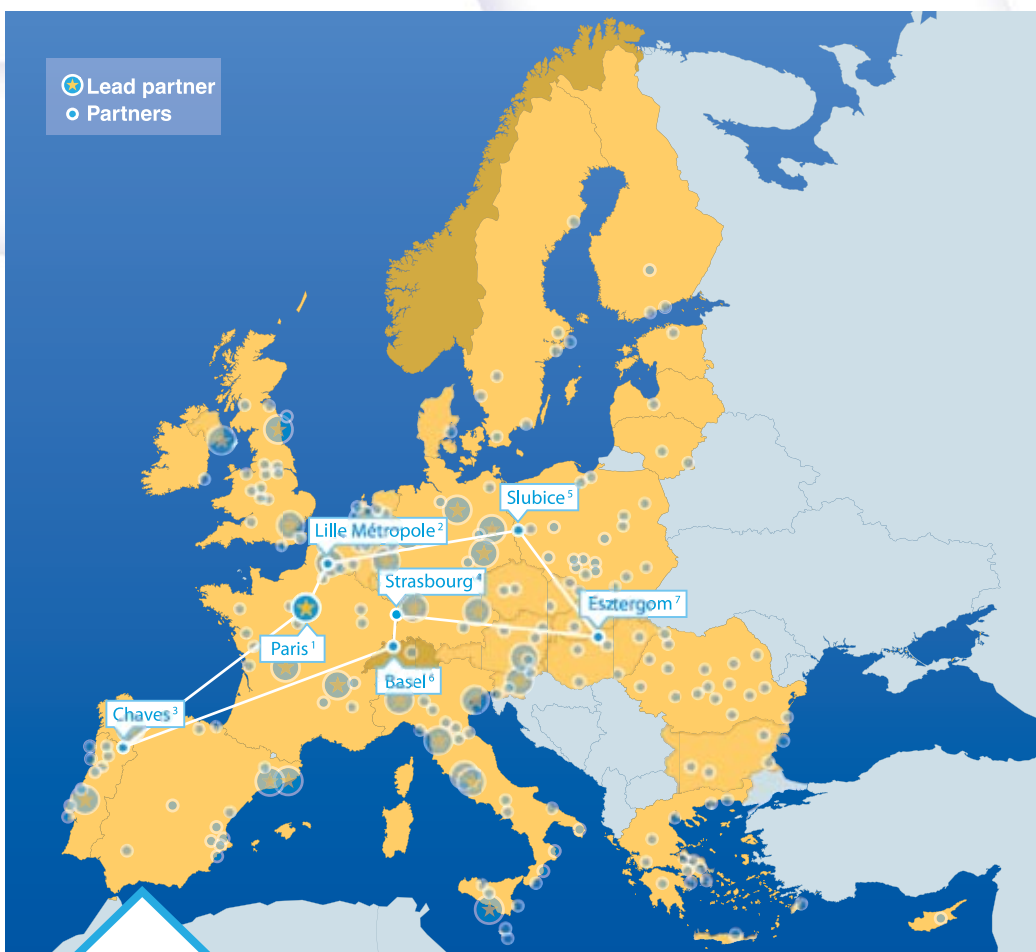 Lead partner
Partners
Slubice 5
Lille Métropole 2
Strasbourg 4
Esztergom 7
Paris 1
Basel 6
Chaves 3